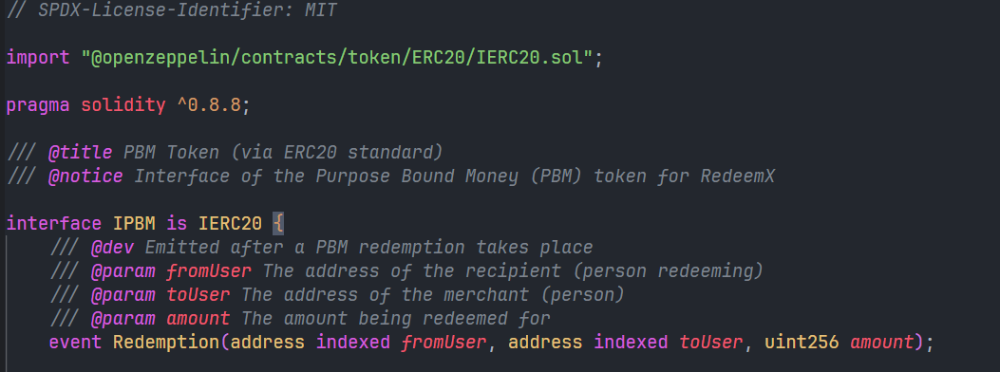 // SPDX-License-Identifier: MIT
import "@openzeppelin/contracts/token/ERC20/IERC20.sol";
pragma solidity ^0.8.8;
/// @title PBM Token (via ERC20 standard)
/// @notice Interface of the Purpose Bound Money (PBM) token for RedeemX
interface IPBM is IERC20 {
/// @dev Emitted after a PBM redemption takes place
/// @param fromUser The address of the recipient (person redeeming)
/// @param toUser The address of the merchant (person)
/// @param amount The amount being redeemed for
event Redemption(address indexed fromUser, address indexed toUser, uint256 amount);